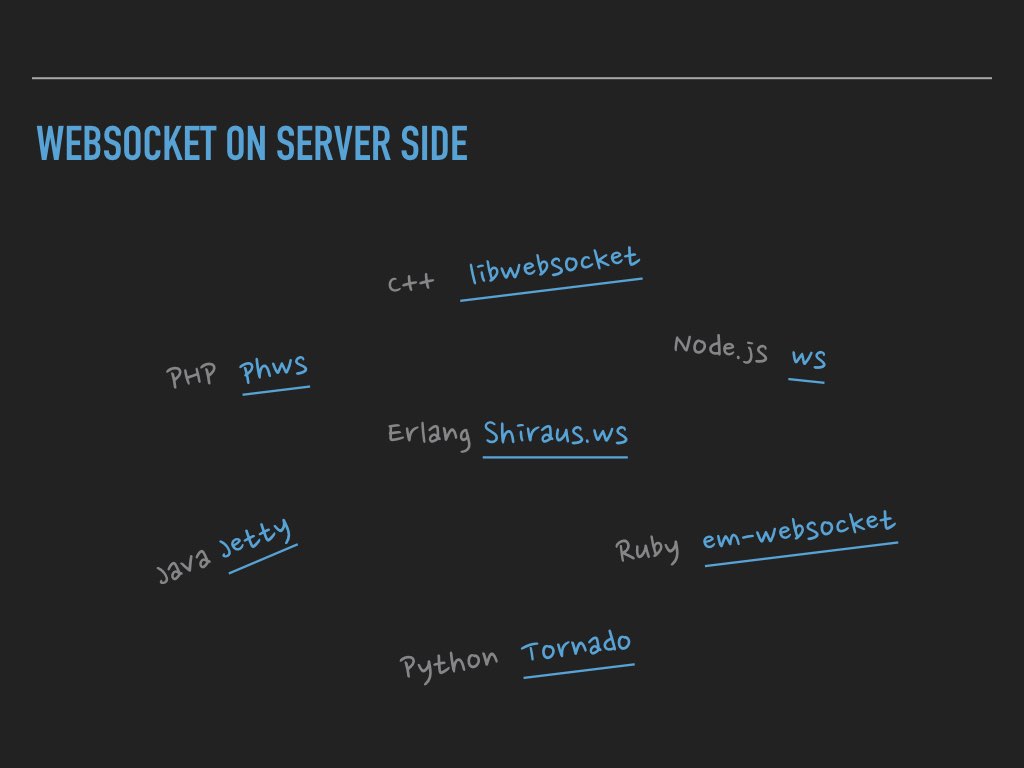 WEBSOCKET ON SERVER SIDE
C++ libwebsocket
Node.js ws
PHP Phws
Erlang Shiraus.ws
Java Jetty
Ruby em-websocket
Python Tornado